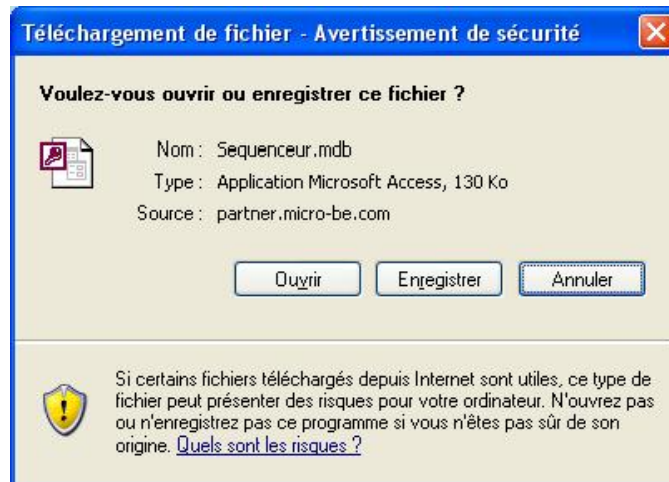 Téléchargement de fichier - Avertissement de sécurité
Voulez-vous ouvrir ou enregistrer ce fichier ?
Nom : Sequenceur.mdb
Type : Application Microsoft Access, 130 Ko
Source : partner.micro-be.com
Ouvrir Enregistrer Annuler
Si certains fichiers téléchargés depuis Internet sont utiles, ce type de
fichier peut présenter des risques pour votre ordinateur. N'ouvrez pas
ou n'enregistrez pas ce programme si vous n'êtes pas sûr de son
origine. Quels sont les risques ?